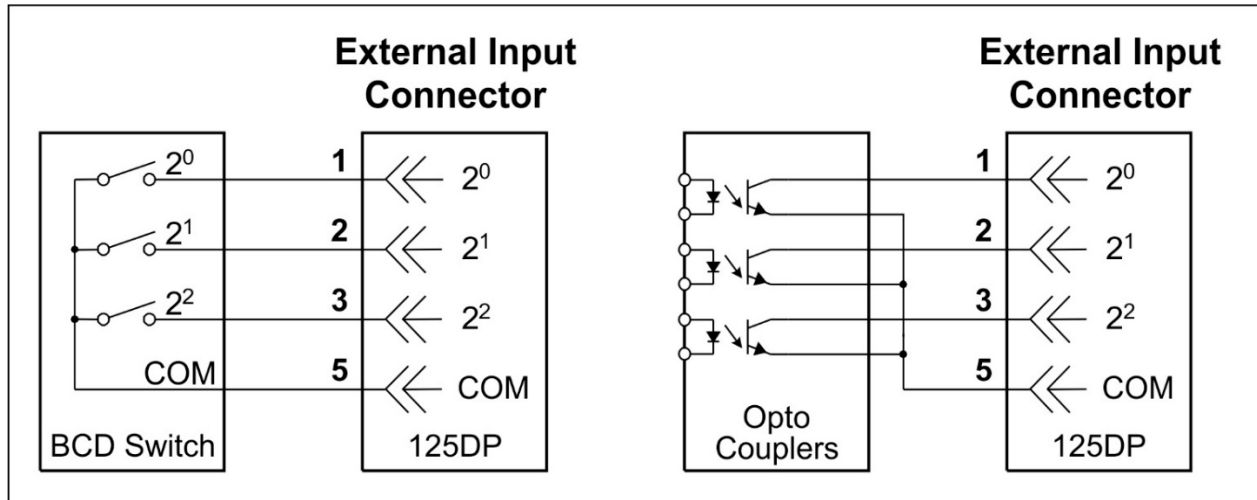 External Input
Connector
1
2⁰
2⁰
2
2¹
2¹
3
2²
2²
5
COM
COM
BCD Switch
125DP
External Input
Connector
1
2⁰
2
2¹
3
2²
5
COM
Opto
Couplers
125DP